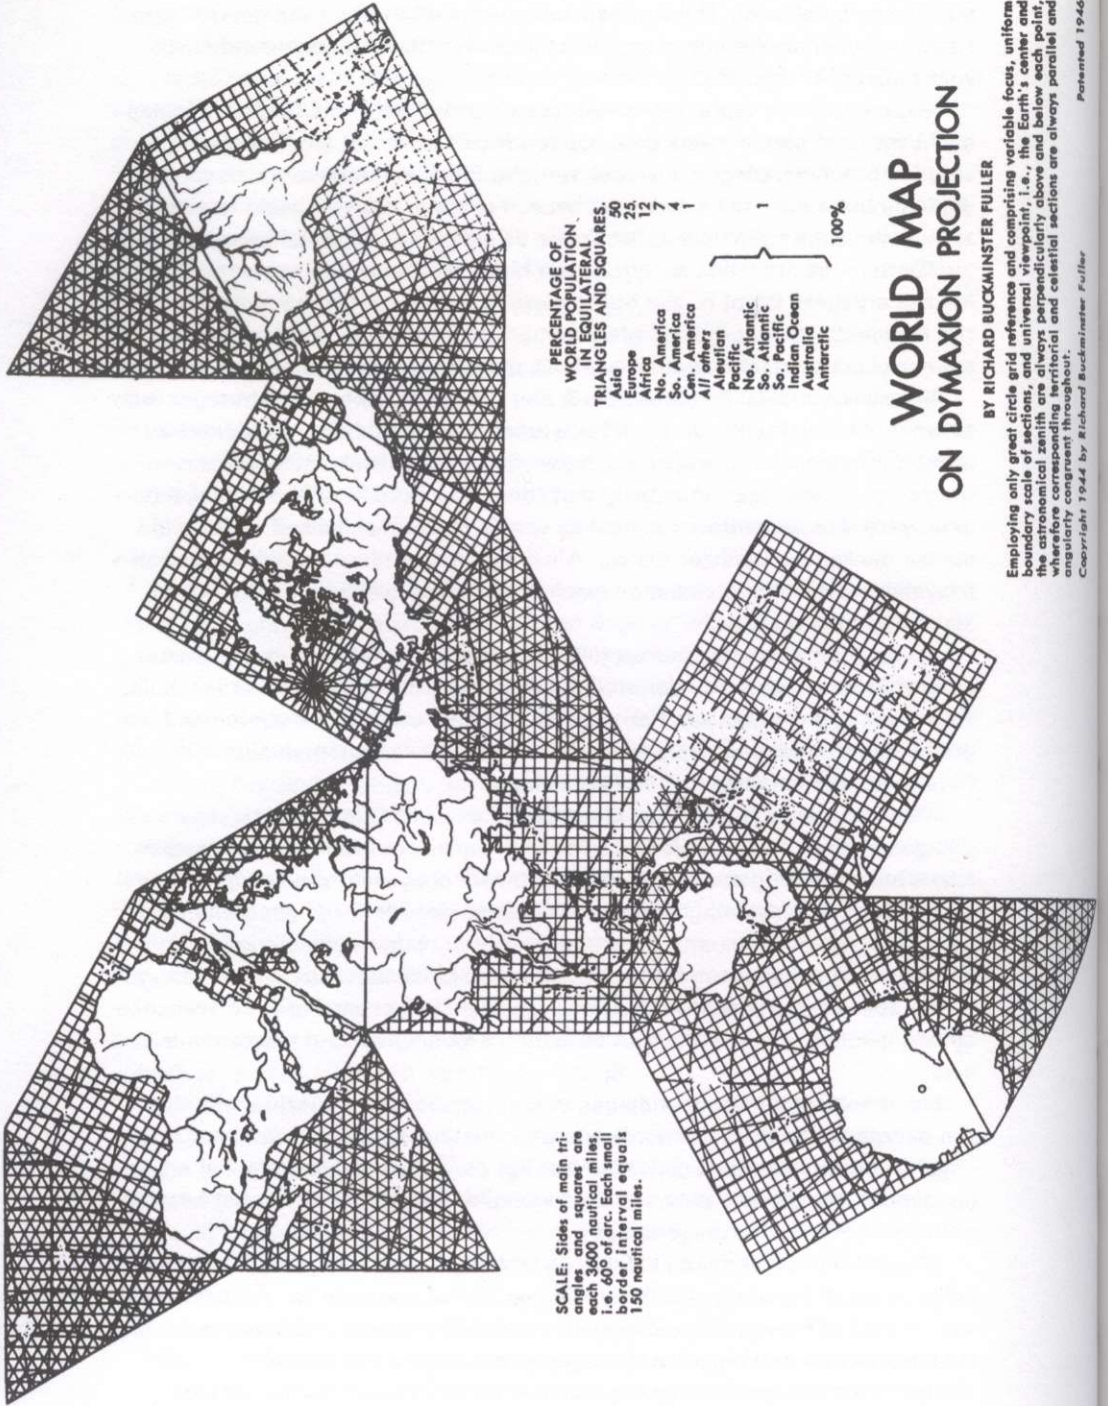 PERCENTAGE OF
WORLD POPULATION
IN EQUILATERAL
TRIANGLES AND SQUARES.
Asia 50
Europe 25
Africa 12
No. America 7
So. America 4
Cen. America 1
All others
Aleutian
Pacific
No. Atlantic
So. Atlantic 1
So. Pacific
Indian Ocean
Australia
Antarctic
100%
WORLD MAP
ON DYMAXION PROJECTION
BY RICHARD BUCKMINSTER FULLER
SCALE: Sides of main tri-
angles and squares are
each 3600 nautical miles,
i.e. 60° of arc. Each small
border interval equals
150 nautical miles.
Employing only great circle grid reference and comprising variable focus, uniform
boundary scale of sections, and universal viewpoint, i.e., the Earth's center and
the astronomical zenith are always perpendicularly above and below each point,
therefore corresponding territorial and celestial sections are always parallel and
angularly congruent throughout.
Copyright 1944 by Richard Buckminster Fuller Patented 1946